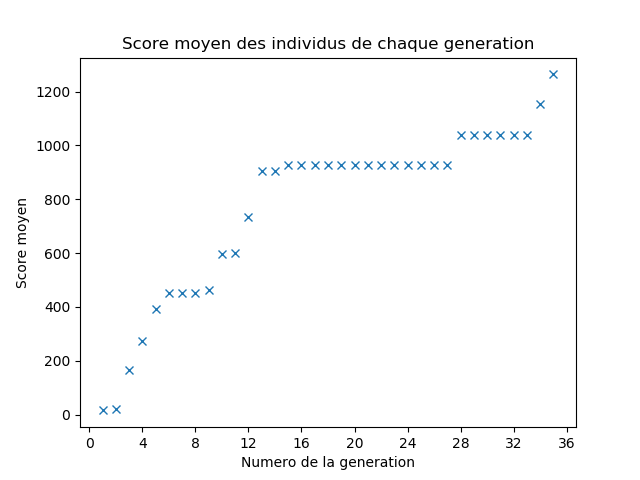 Score moyen des individus de chaque generation
1200
1000
800
600
400
200
0
Score moyen
0 4 8 12 16 20 24 28 32 36
Numero de la generation